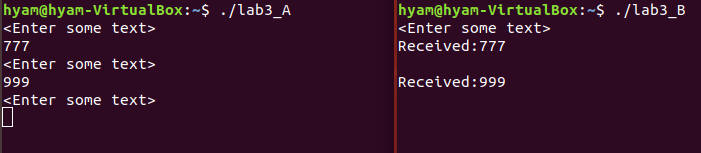 hyam@hyam-VirtualBox:~$ ./lab3_A
<Enter some text>
777
<Enter some text>
999
<Enter some text>
hyam@hyam-VirtualBox:~$ ./lab3_B
<Enter some text>
Received:777
Received:999